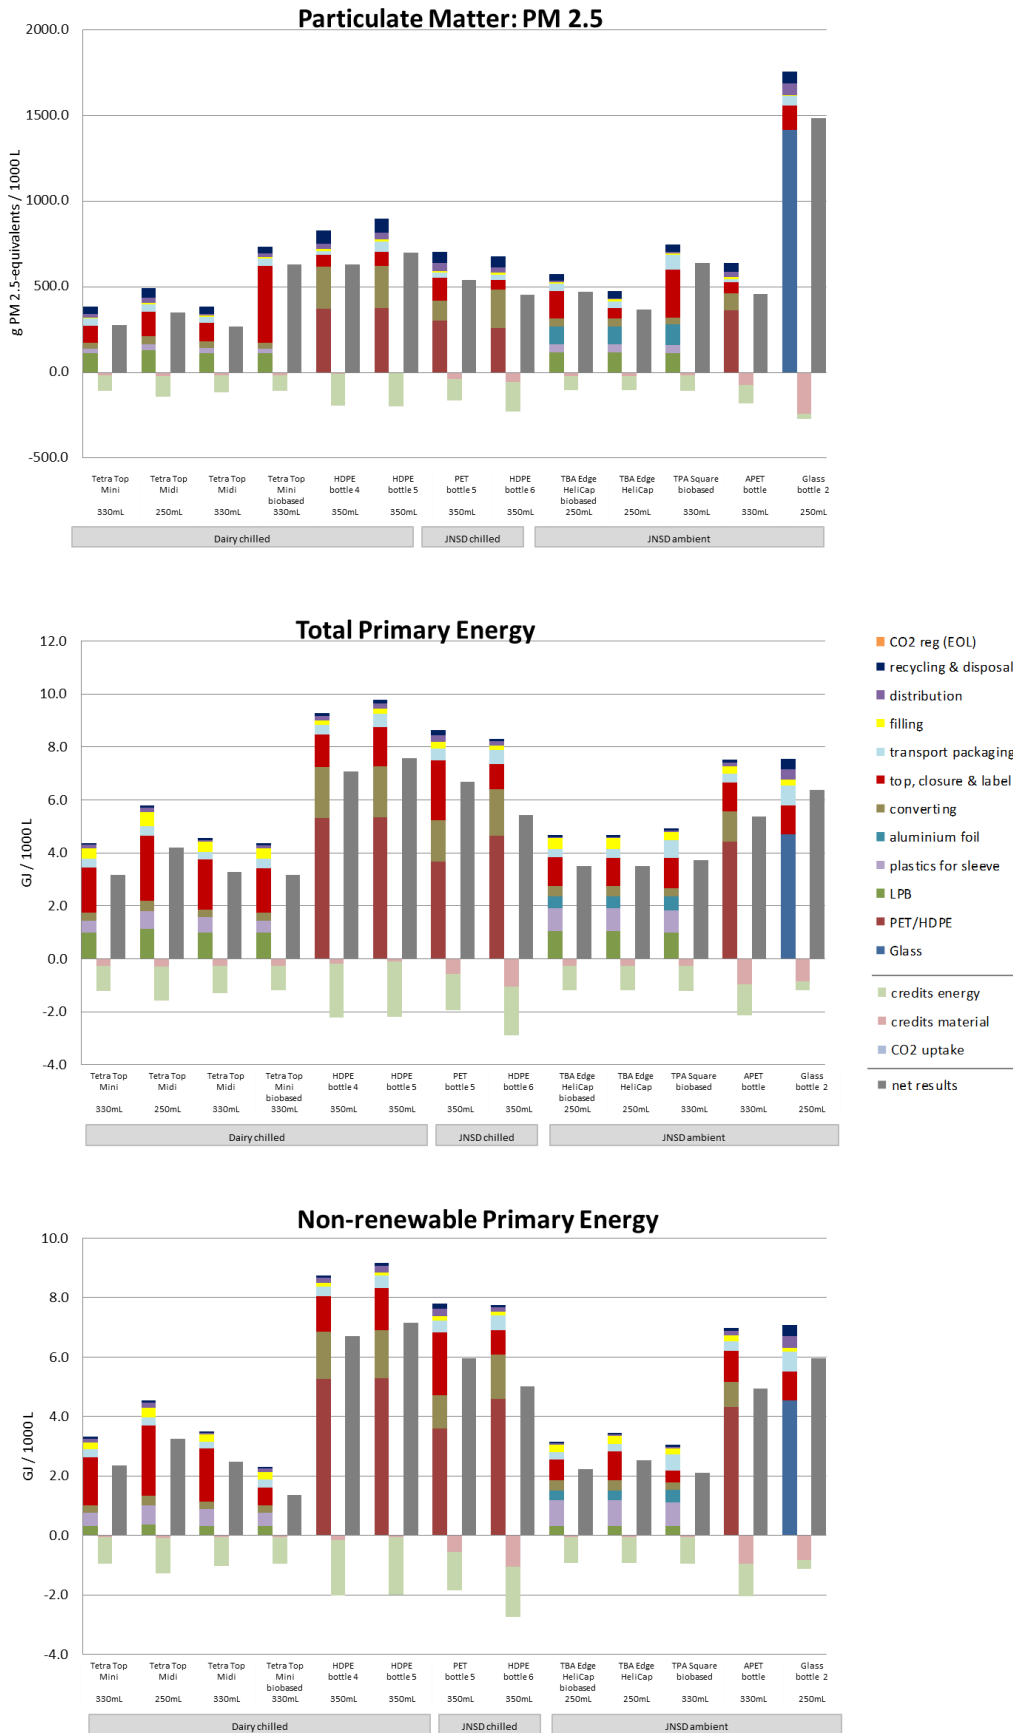 Particulate Matter: PM 2.5
2000.0
1500.0
1000.0
500.0
0.0
-500.0
g PM 2.5-equivalents / 1000 L
Tetra Top Tetra Top Tetra Top Tetra Top HDPE HDPE PET HDPE TBA Edge TBA Edge TPA Square APET Glass
Mini Midi Midi Mini bottle 4 bottle 5 bottle 5 bottle 6 HeliCap HeliCap biobased bottle bottle 2
biobased biobased
330mL 250mL 330mL 330mL 350mL 350mL 350mL 350mL 250mL 250mL 330mL 330mL 250mL
Dairy chilled JNSD chilled JNSD ambient
Total Primary Energy
12.0
10.0
8.0
6.0
4.0
2.0
0.0
-2.0
-4.0
GJ / 1000 L
Tetra Top Tetra Top Tetra Top Tetra Top HDPE HDPE PET HDPE TBA Edge TBA Edge TPA Square APET Glass
Mini Midi Midi Mini bottle 4 bottle 5 bottle 5 bottle 6 HeliCap HeliCap biobased bottle bottle 2
biobased biobased
330mL 250mL 330mL 330mL 350mL 350mL 350mL 350mL 250mL 250mL 330mL 330mL 250mL
Dairy chilled JNSD chilled JNSD ambient
CO2 reg (EOL)
recycling & disposal
distribution
filling
transport packaging
top, closure & label
converting
aluminium foil
plastics for sleeve
LPB
PET/HDPE
Glass
credits energy
credits material
CO2 uptake
net results
Non-renewable Primary Energy
10.0
8.0
6.0
4.0
2.0
0.0
-2.0
-4.0
GJ / 1000 L
Tetra Top Tetra Top Tetra Top Tetra Top HDPE HDPE PET HDPE TBA Edge TBA Edge TPA Square APET Glass
Mini Midi Midi Mini bottle 4 bottle 5 bottle 5 bottle 6 HeliCap HeliCap biobased bottle bottle 2
biobased biobased
330mL 250mL 330mL 330mL 350mL 350mL 350mL 350mL 250mL 250mL 330mL 330mL 250mL
Dairy chilled JNSD chilled JNSD ambient